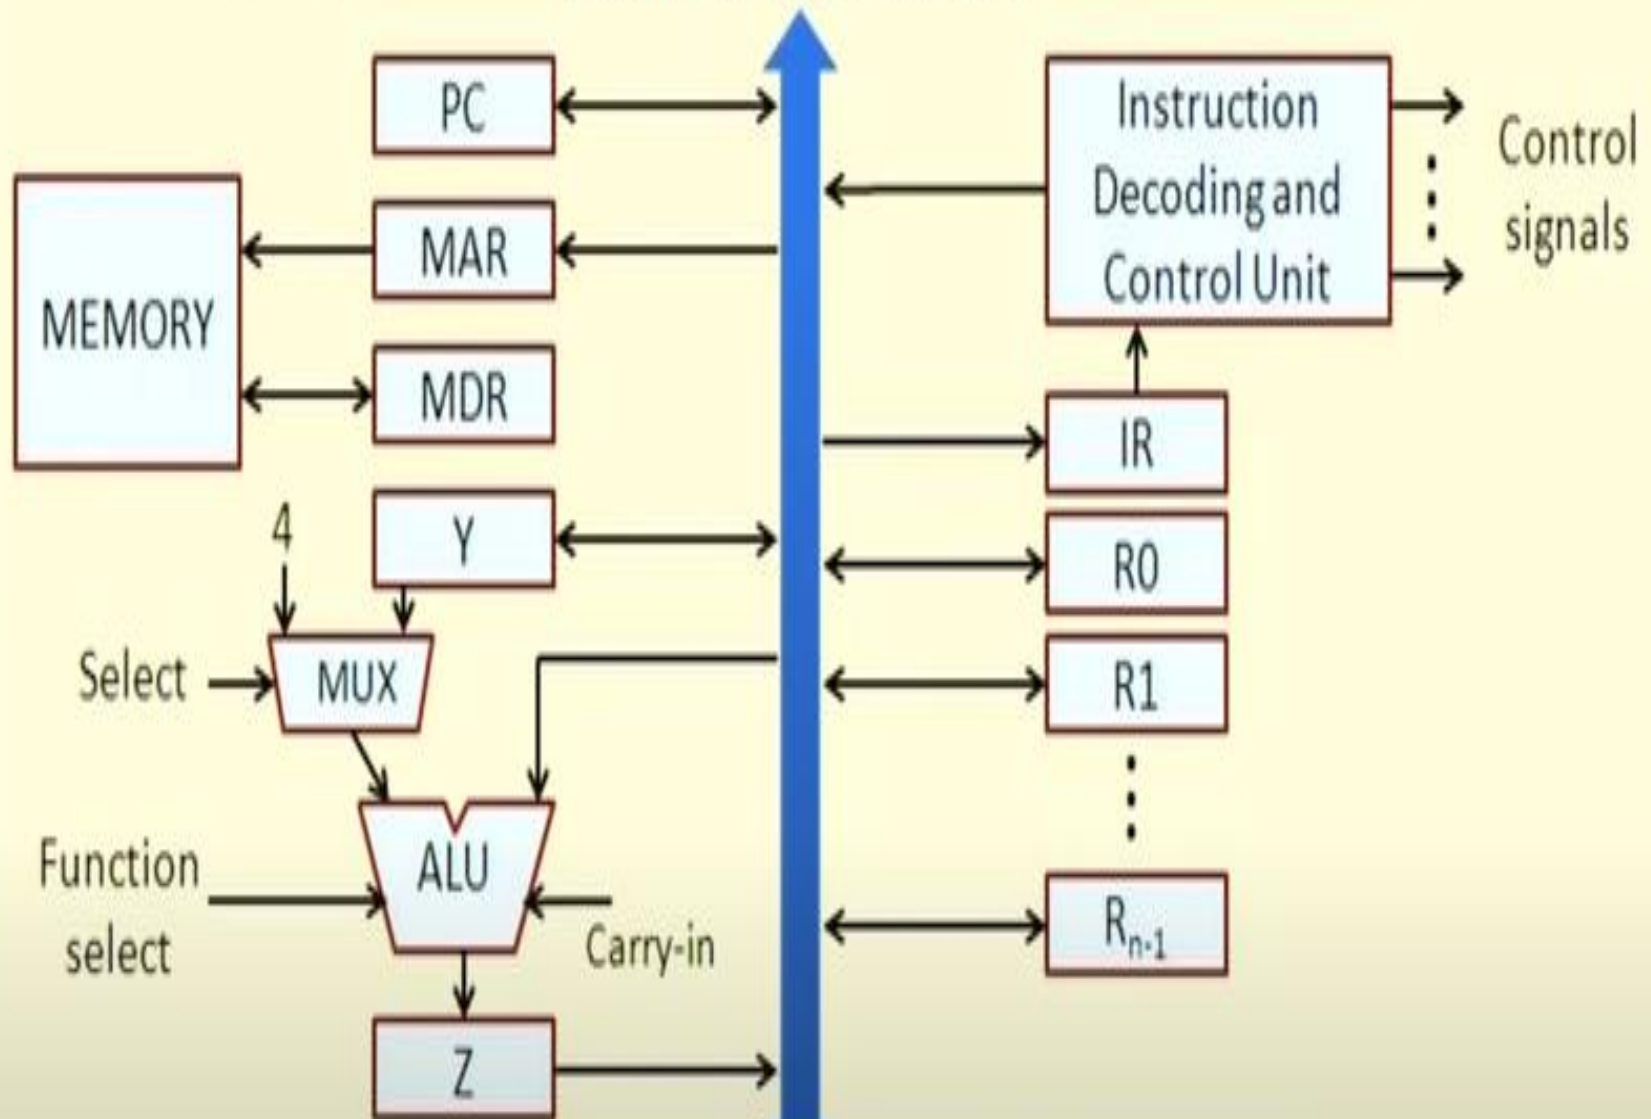 PC
MAR
MEMORY
MDR
4
Y
Select
MUX
Function
select
ALU
Carry-in
Z
Instruction
Decoding and
Control Unit
Control
signals
IR
R0
R1
Rn-1